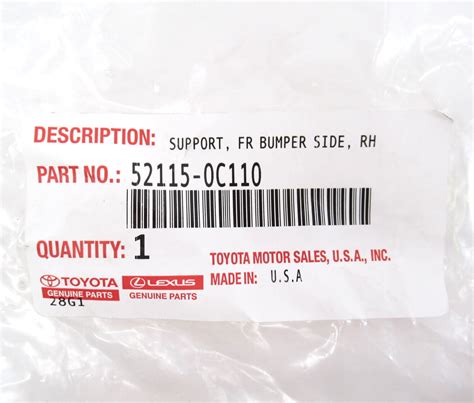 DESCRIPTION: SUPPORT, FR BUMPER SIDE, RH
PART NO.: 52115-0C110
QUANTITY: 1 TOYOTA MOTOR SALES, U.S.A., INC.
TOYOTA LEXUS MADE IN: U.S.A
GENUINE PARTS GENUINE PARTS
28G1